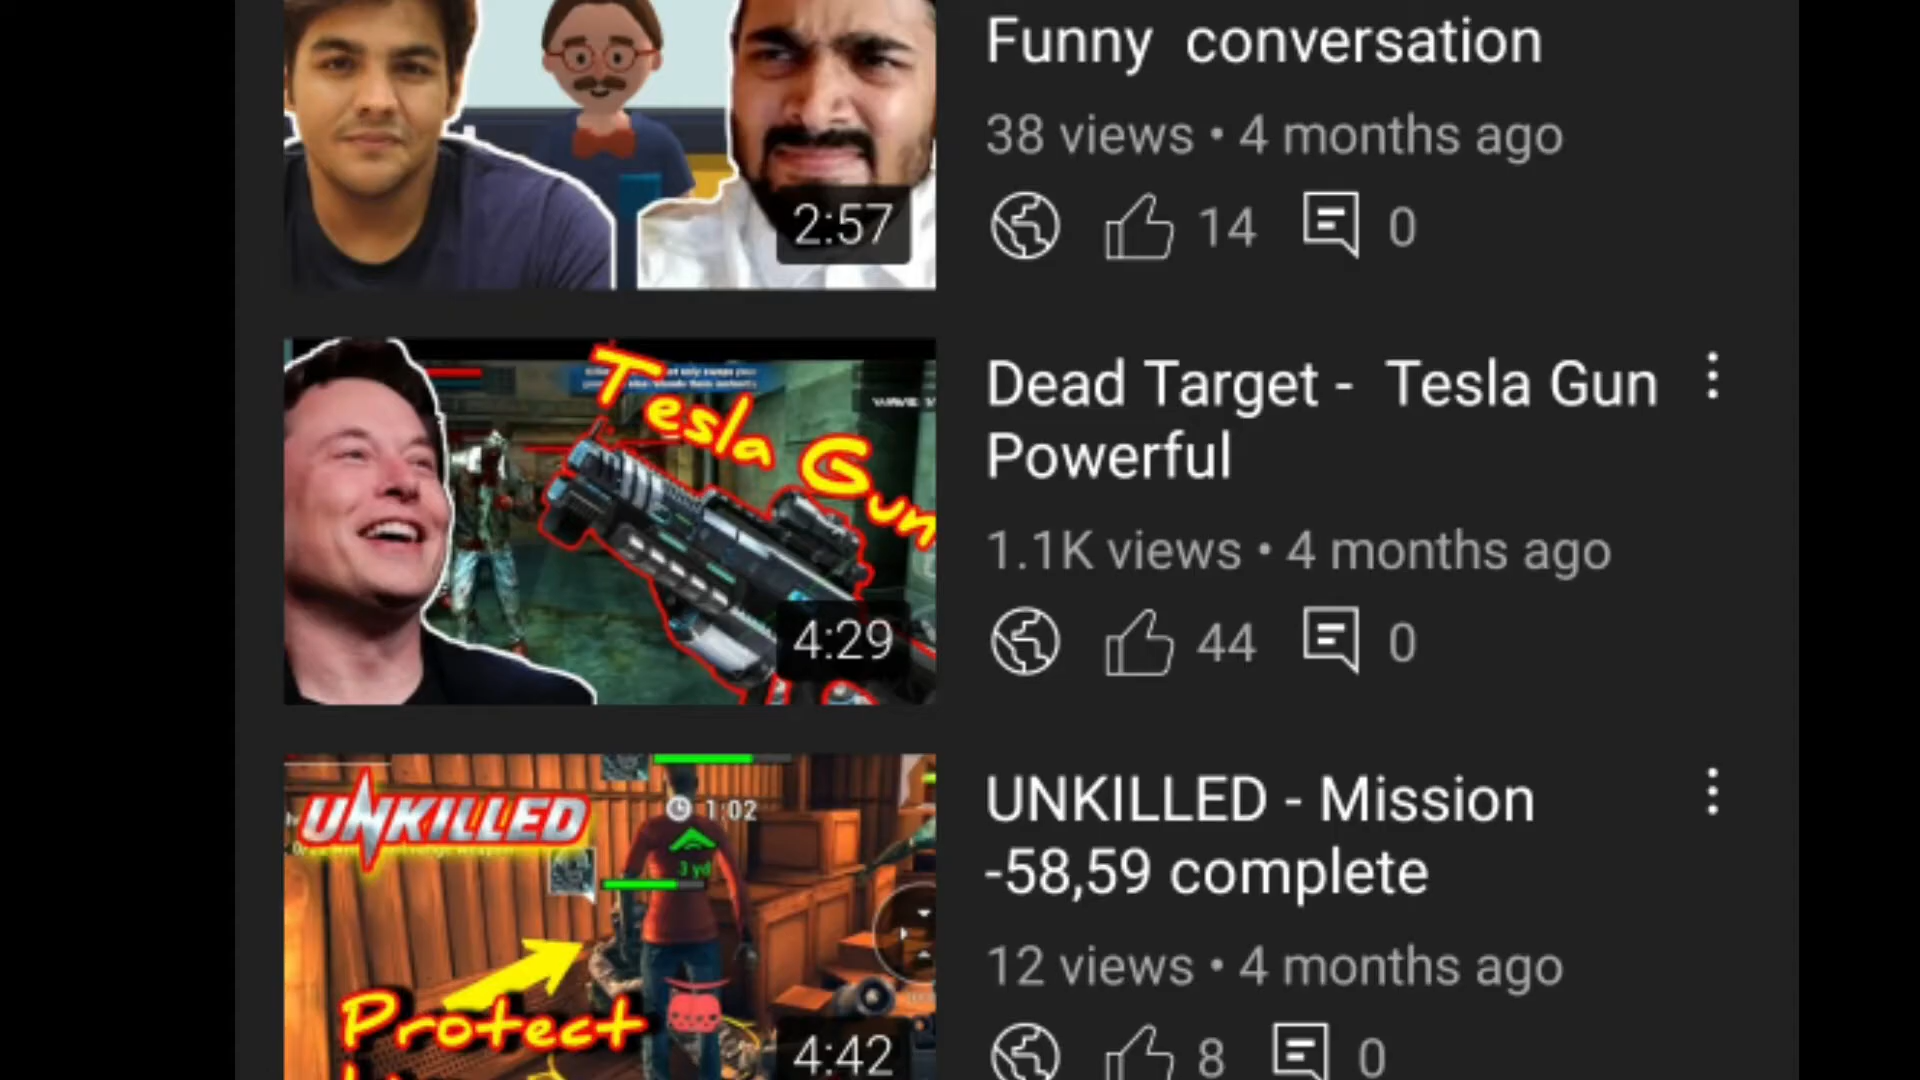 Funny conversation
38 views • 4 months ago
2:57
14
0
Tesla Gun
Dead Target - Tesla Gun
Powerful
1.1K views • 4 months ago
4:29
44
0
UNKILLED
1:02
3 yd
Protect
UNKILLED - Mission
-58,59 complete
12 views • 4 months ago
4:42
8
0